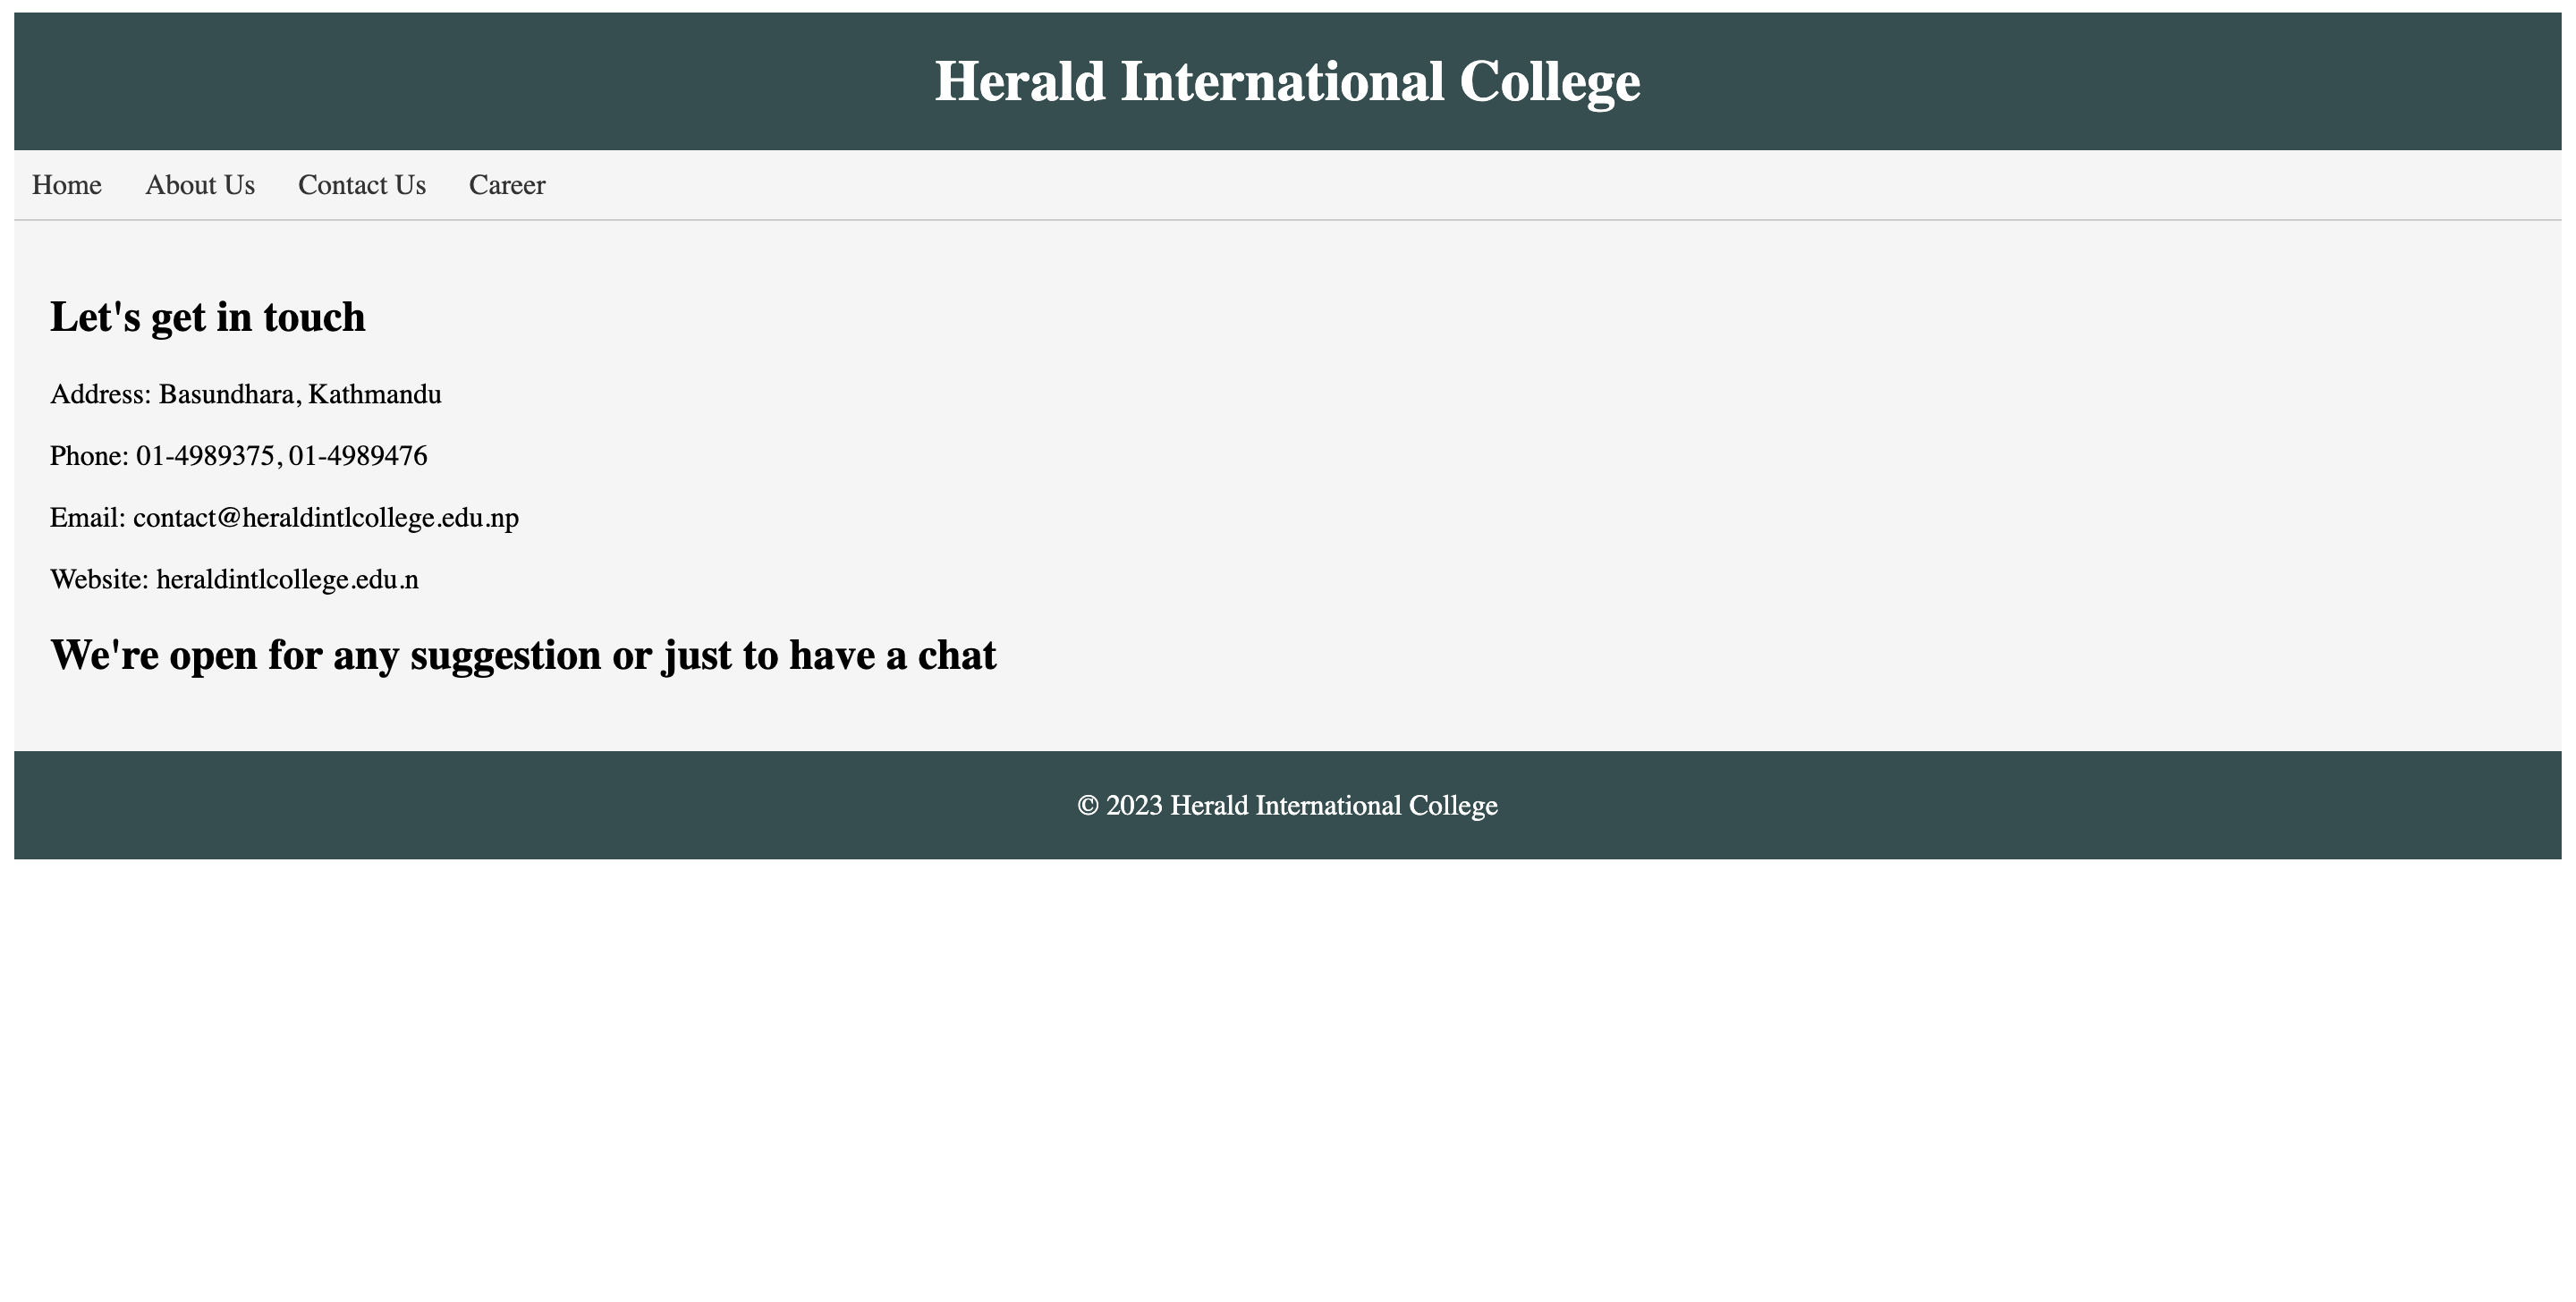 Herald International College
Home About Us Contact Us Career
Let's get in touch
Address: Basundhara, Kathmandu
Phone: 01-4989375, 01-4989476
Email: contact@heraldintlcollege.edu.np
Website: heraldintlcollege.edu.n
We're open for any suggestion or just to have a chat
© 2023 Herald International College